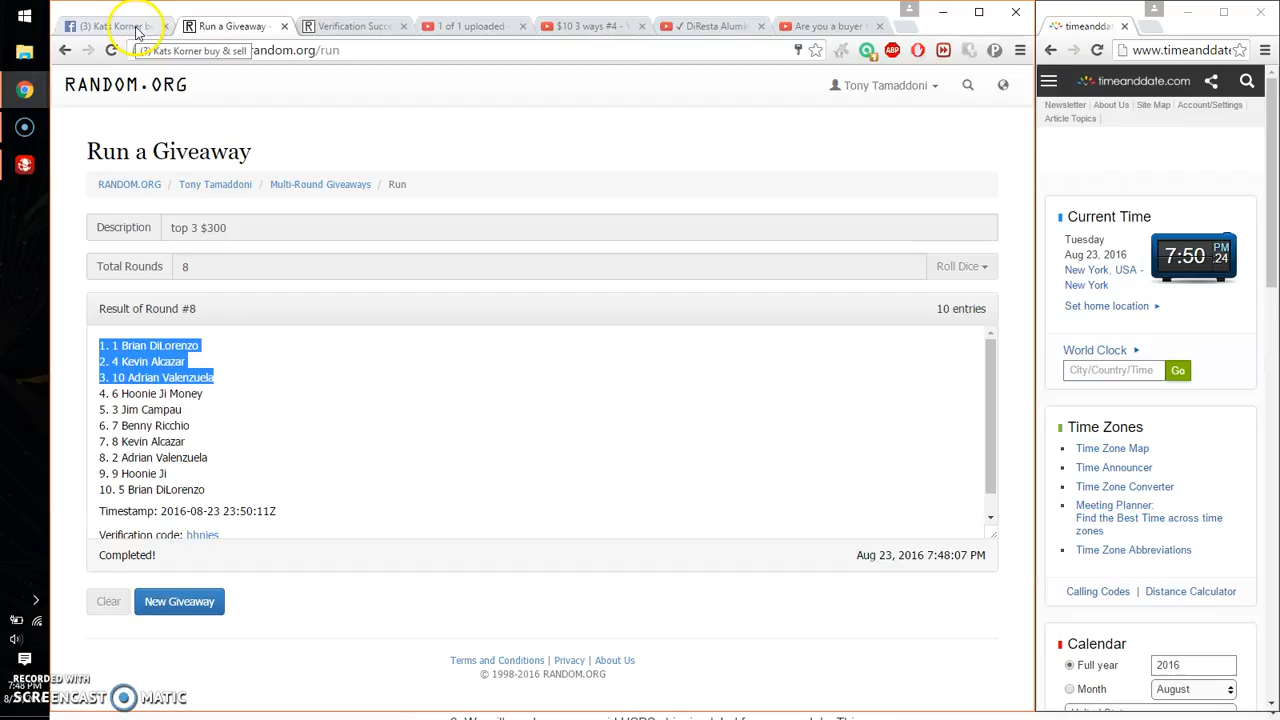 (3) Kats Korner bu
Run a Giveaway -
Verification Succe
1 of 1 uploaded -
$10 3 ways #4 - Y
✓ DiResta Alumin
Are you a buyer
timeanddate
(3) Kats Korner buy & sell
random.org/run
www.timeanddate
RANDOM.ORG
Tony Tamaddoni
timeanddate.com
Newsletter | About Us | Site Map | Account/Settings |
Article Topics |
Run a Giveaway
RANDOM.ORG / Tony Tamaddoni / Multi-Round Giveaways / Run
Description
top 3 $300
Total Rounds
8
Roll Dice
Result of Round #8
10 entries
1. 1 Brian DiLorenzo
2. 4 Kevin Alcazar
3. 10 Adrian Valenzuela
4. 6 Hoonie Ji Money
5. 3 Jim Campau
6. 7 Benny Ricchio
7. 8 Kevin Alcazar
8. 2 Adrian Valenzuela
9. 9 Hoonie Ji
10. 5 Brian DiLorenzo
Timestamp: 2016-08-23 23:50:11Z
Verification code: bhnies
Completed!
Aug 23, 2016 7:48:07 PM
Clear
New Giveaway
Terms and Conditions | Privacy | About Us
© 1998-2016 RANDOM.ORG
Current Time
Tuesday
Aug 23, 2016
New York, USA -
New York
7:50 PM 24
Set home location
World Clock
City/Country/Time
Go
Time Zones
Time Zone Map
Time Announcer
Time Zone Converter
Meeting Planner:
Find the Best Time across time
zones
Time Zone Abbreviations
Calling Codes | Distance Calculator
Calendar
Full year
2016
Month
August
RECORDED WITH
SCREENCAST MATIC
7:48 PM